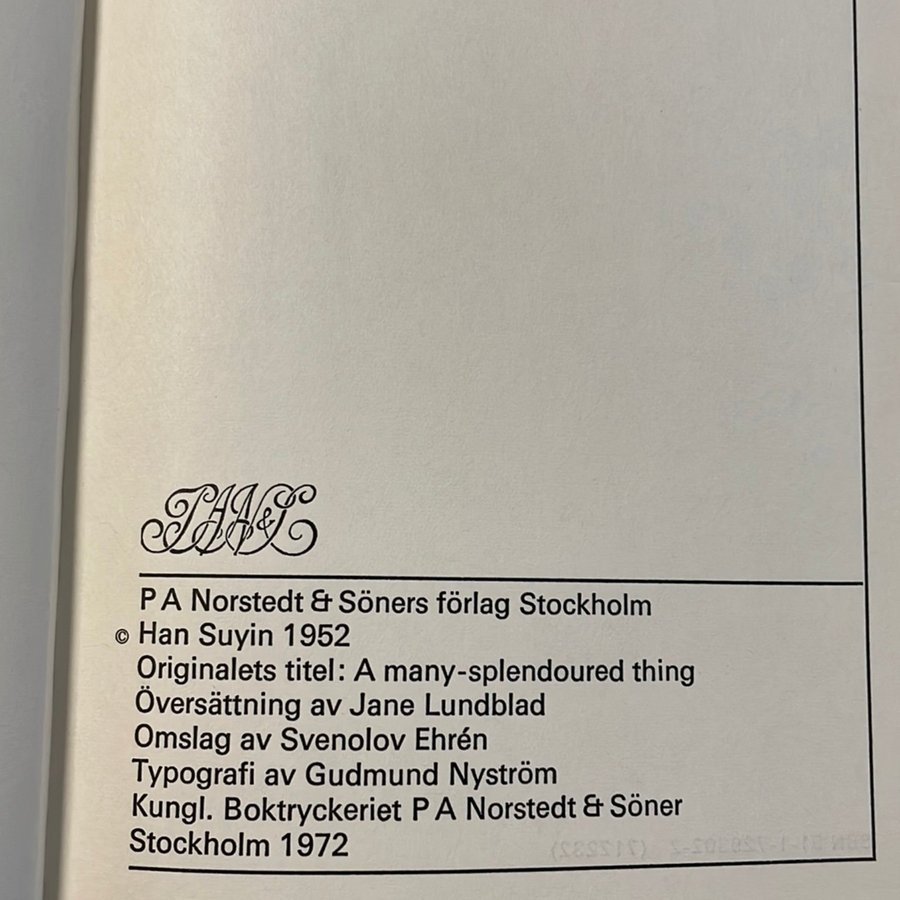 PAN&S
P A Norstedt & Söners förlag Stockholm
© Han Suyin 1952
Originalets titel: A many-splendoured thing
Översättning av Jane Lundblad
Omslag av Svenolov Ehrén
Typografi av Gudmund Nyström
Kungl. Boktryckeriet P A Norstedt & Söner
Stockholm 1972